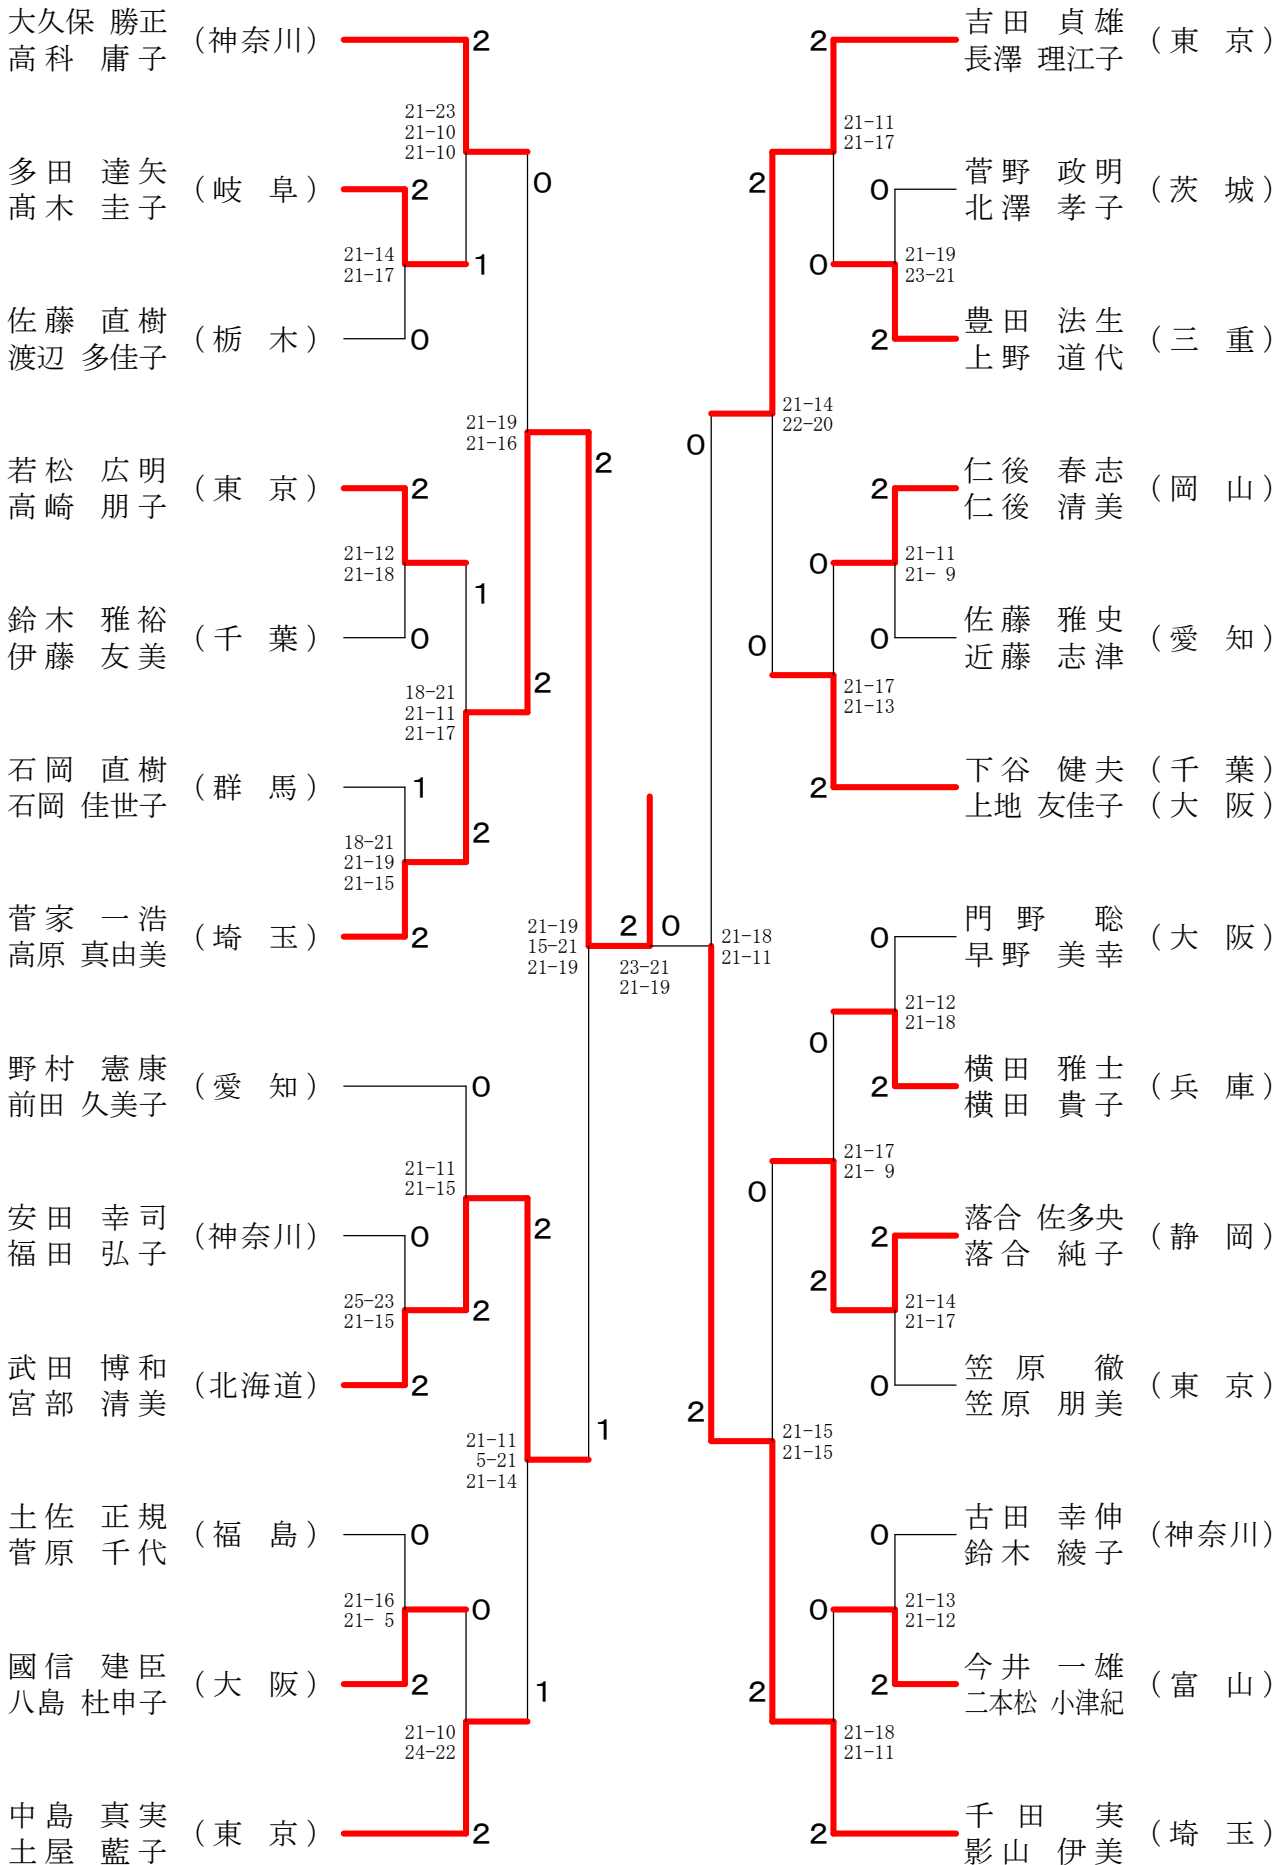 大久保 勝正
高科 庸子
(神奈川)
2
21-23
21-10
21-10
0
多田 達矢
髙木 圭子
(岐 阜)
2
21-14
21-17
1
佐藤 直樹
渡辺 多佳子
(栃 木)
0
21-19
21-16
2
若松 広明
高崎 朋子
(東 京)
2
21-12
21-18
1
鈴木 雅裕
伊藤 友美
(千 葉)
0
18-21
21-11
21-17
2
石岡 直樹
石岡 佳世子
(群 馬)
1
18-21
21-19
21-15
2
菅家 一浩
高原 真由美
(埼 玉)
2
21-19
15-21
21-19
2
0
23-21
21-19
野村 憲康
前田 久美子
(愛 知)
0
21-11
21-15
2
安田 幸司
福田 弘子
(神奈川)
0
25-23
21-15
2
武田 博和
宮部 清美
(北海道)
2
21-11
5-21
21-14
1
土佐 正規
菅原 千代
(福 島)
0
21-16
21- 5
0
國信 建臣
八島 杜申子
(大 阪)
2
21-10
24-22
1
中島 真実
土屋 藍子
(東 京)
2
2
吉田 貞雄
長澤 理江子
(東 京)
21-11
21-17
2
0
菅野 政明
北澤 孝子
(茨 城)
0
21-19
23-21
2
豊田 法生
上野 道代
(三 重)
21-14
22-20
0
2
仁後 春志
仁後 清美
(岡 山)
0
21-11
21- 9
0
佐藤 雅史
近藤 志津
(愛 知)
0
21-17
21-13
2
下谷 健夫
上地 友佳子
(千 葉)
(大 阪)
21-18
21-11
0
門野 聡
早野 美幸
(大 阪)
0
21-12
21-18
2
横田 雅士
横田 貴子
(兵 庫)
0
21-17
21- 9
2
落合 佐多央
落合 純子
(静 岡)
2
21-14
21-17
0
笠原 徹
笠原 朋美
(東 京)
2
21-15
21-15
0
古田 幸伸
鈴木 綾子
(神奈川)
0
21-13
21-12
2
今井 一雄
二本松 小津紀
(富 山)
2
21-18
21-11
2
千田 実
影山 伊美
(埼 玉)